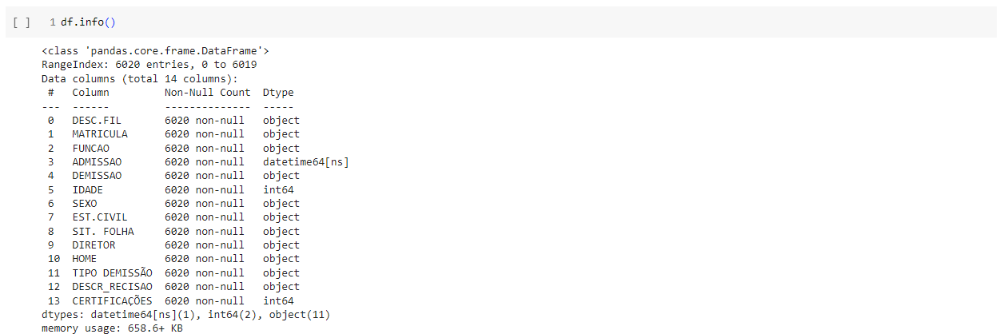 [ ] 1 df.info()
<class 'pandas.core.frame.DataFrame'>
RangeIndex: 6020 entries, 0 to 6019
Data columns (total 14 columns):
 #   Column         Non-Null Count  Dtype
---  ------         --------------  -----
 0   DESC.FIL       6020 non-null   object
 1   MATRICULA      6020 non-null   object
 2   FUNCAO         6020 non-null   object
 3   ADMISSAO       6020 non-null   datetime64[ns]
 4   DEMISSAO       6020 non-null   object
 5   IDADE          6020 non-null   int64
 6   SEXO           6020 non-null   object
 7   EST.CIVIL      6020 non-null   object
 8   SIT. FOLHA     6020 non-null   object
 9   DIRETOR        6020 non-null   object
 10  HOME           6020 non-null   object
 11  TIPO DEMISSÃO  6020 non-null   object
 12  DESCR_RECISAO  6020 non-null   object
 13  CERTIFICAÇÕES  6020 non-null   int64
dtypes: datetime64[ns](1), int64(2), object(11)
memory usage: 658.6+ KB